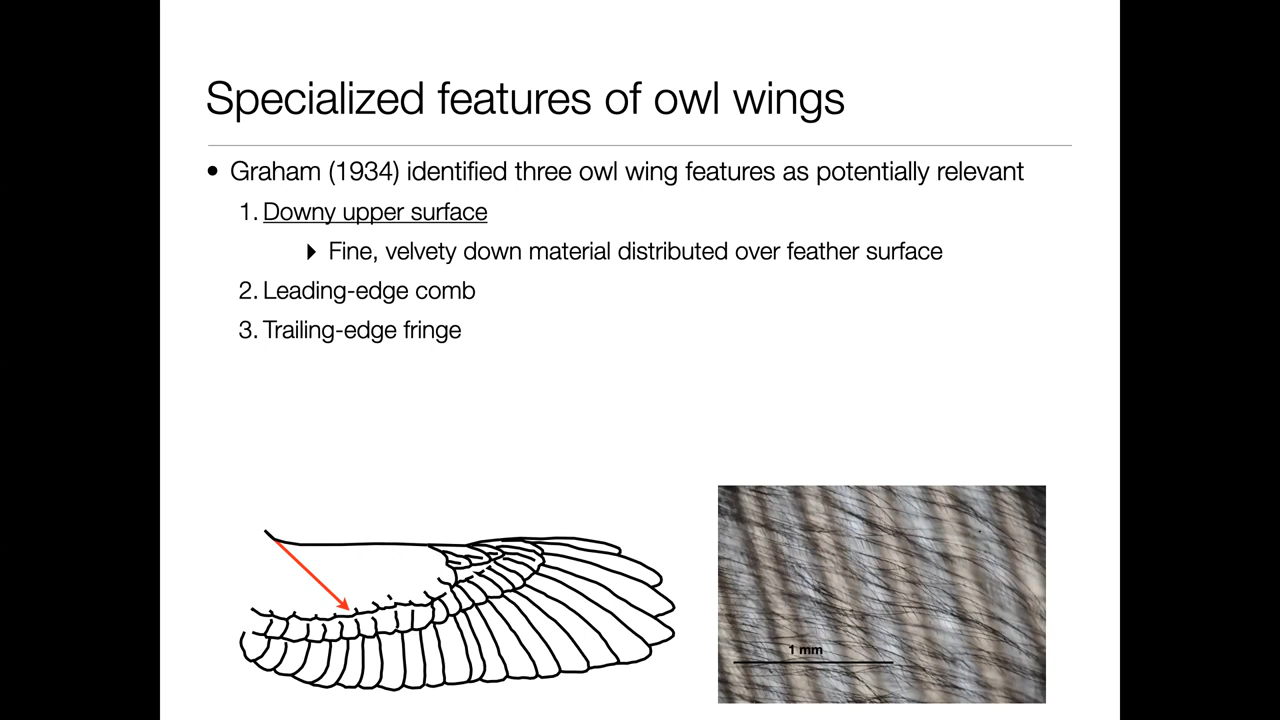 Specialized features of owl wings
• Graham (1934) identified three owl wing features as potentially relevant
1. Downy upper surface
▶ Fine, velvety down material distributed over feather surface
2. Leading-edge comb
3. Trailing-edge fringe
1 mm